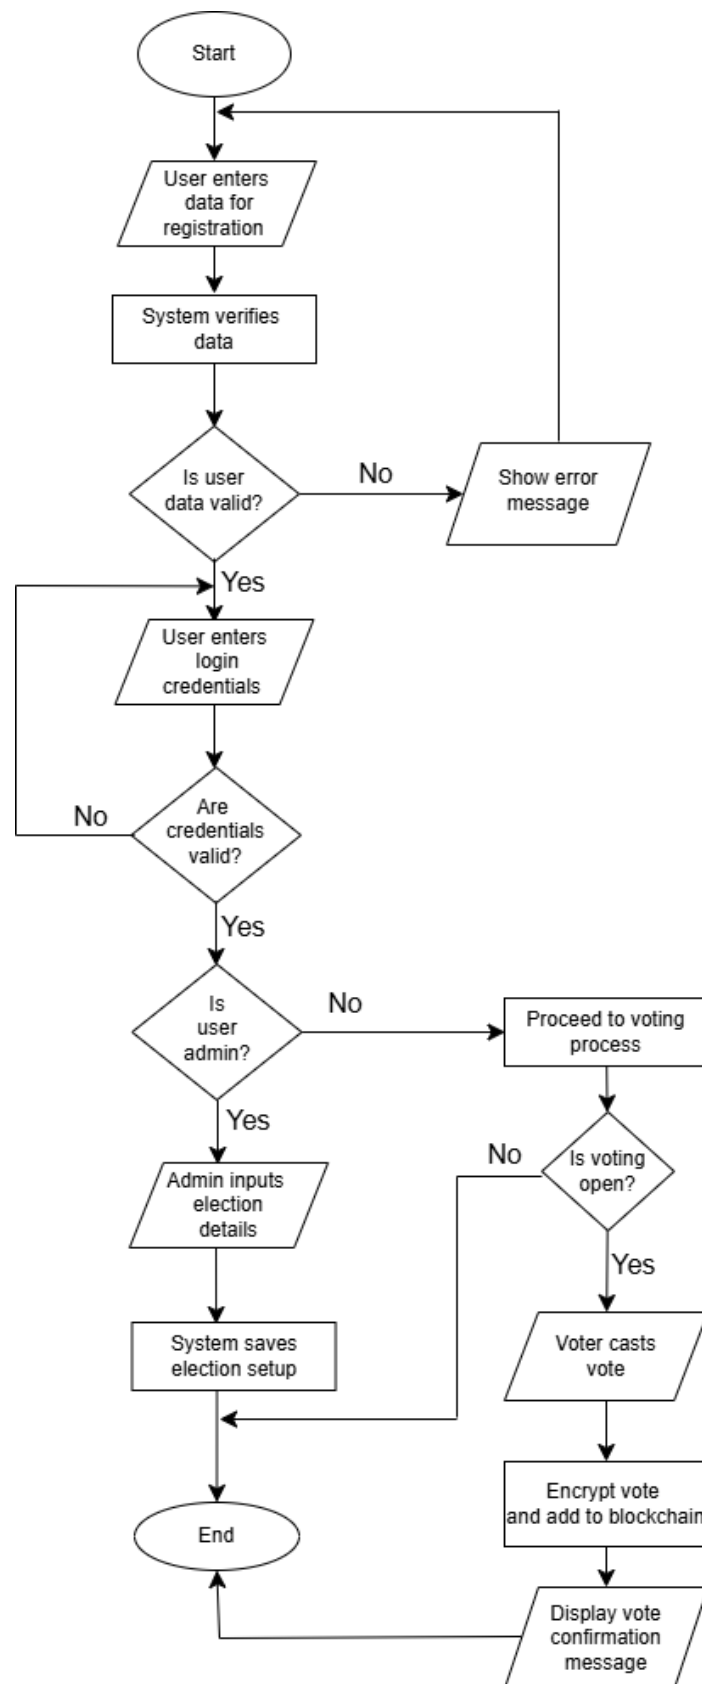 Start
User enters
data for
registration
System verifies
data
Is user
data valid?
No
Show error
message
Yes
User enters
login
credentials
Are
credentials
valid?
No
Yes
Is
user
admin?
No
Proceed to voting
process
Yes
Is voting
open?
No
Admin inputs
election
details
Yes
System saves
election setup
Voter casts
vote
Encrypt vote
and add to blockchain
End
Display vote
confirmation
message